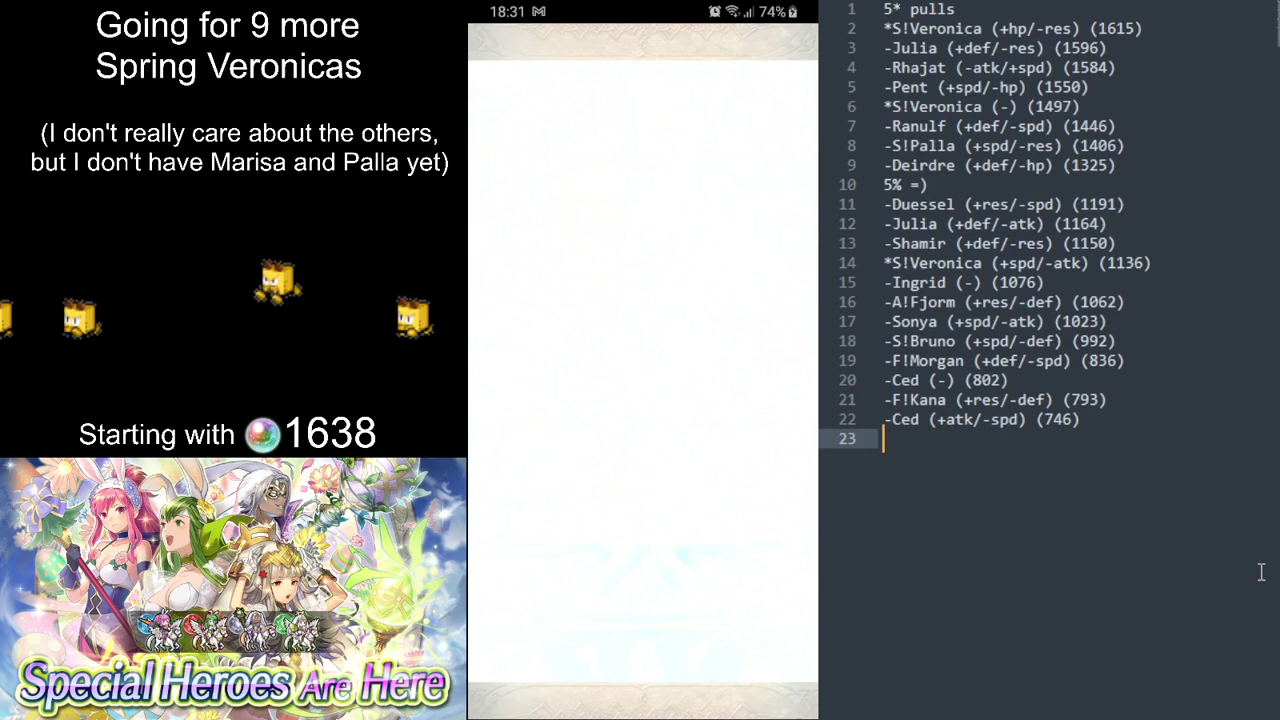 Going for 9 more
Spring Veronicas
(I don't really care about the others,
but I don't have Marisa and Palla yet)
Starting with 1638
Special Heroes Are Here
18:31
74%
1 5* pulls
2 *S!Veronica (+hp/-res) (1615)
3 -Julia (+def/-res) (1596)
4 -Rhajat (-atk/+spd) (1584)
5 -Pent (+spd/-hp) (1550)
6 *S!Veronica (-) (1497)
7 -Ranulf (+def/-spd) (1446)
8 -S!Palla (+spd/-res) (1406)
9 -Deirdre (+def/-hp) (1325)
10 5% =)
11 -Duessel (+res/-spd) (1191)
12 -Julia (+def/-atk) (1164)
13 -Shamir (+def/-res) (1150)
14 *S!Veronica (+spd/-atk) (1136)
15 -Ingrid (-) (1076)
16 -A!Fjorm (+res/-def) (1062)
17 -Sonya (+spd/-atk) (1023)
18 -S!Bruno (+spd/-def) (992)
19 -F!Morgan (+def/-spd) (836)
20 -Ced (-) (802)
21 -F!Kana (+res/-def) (793)
22 -Ced (+atk/-spd) (746)
23